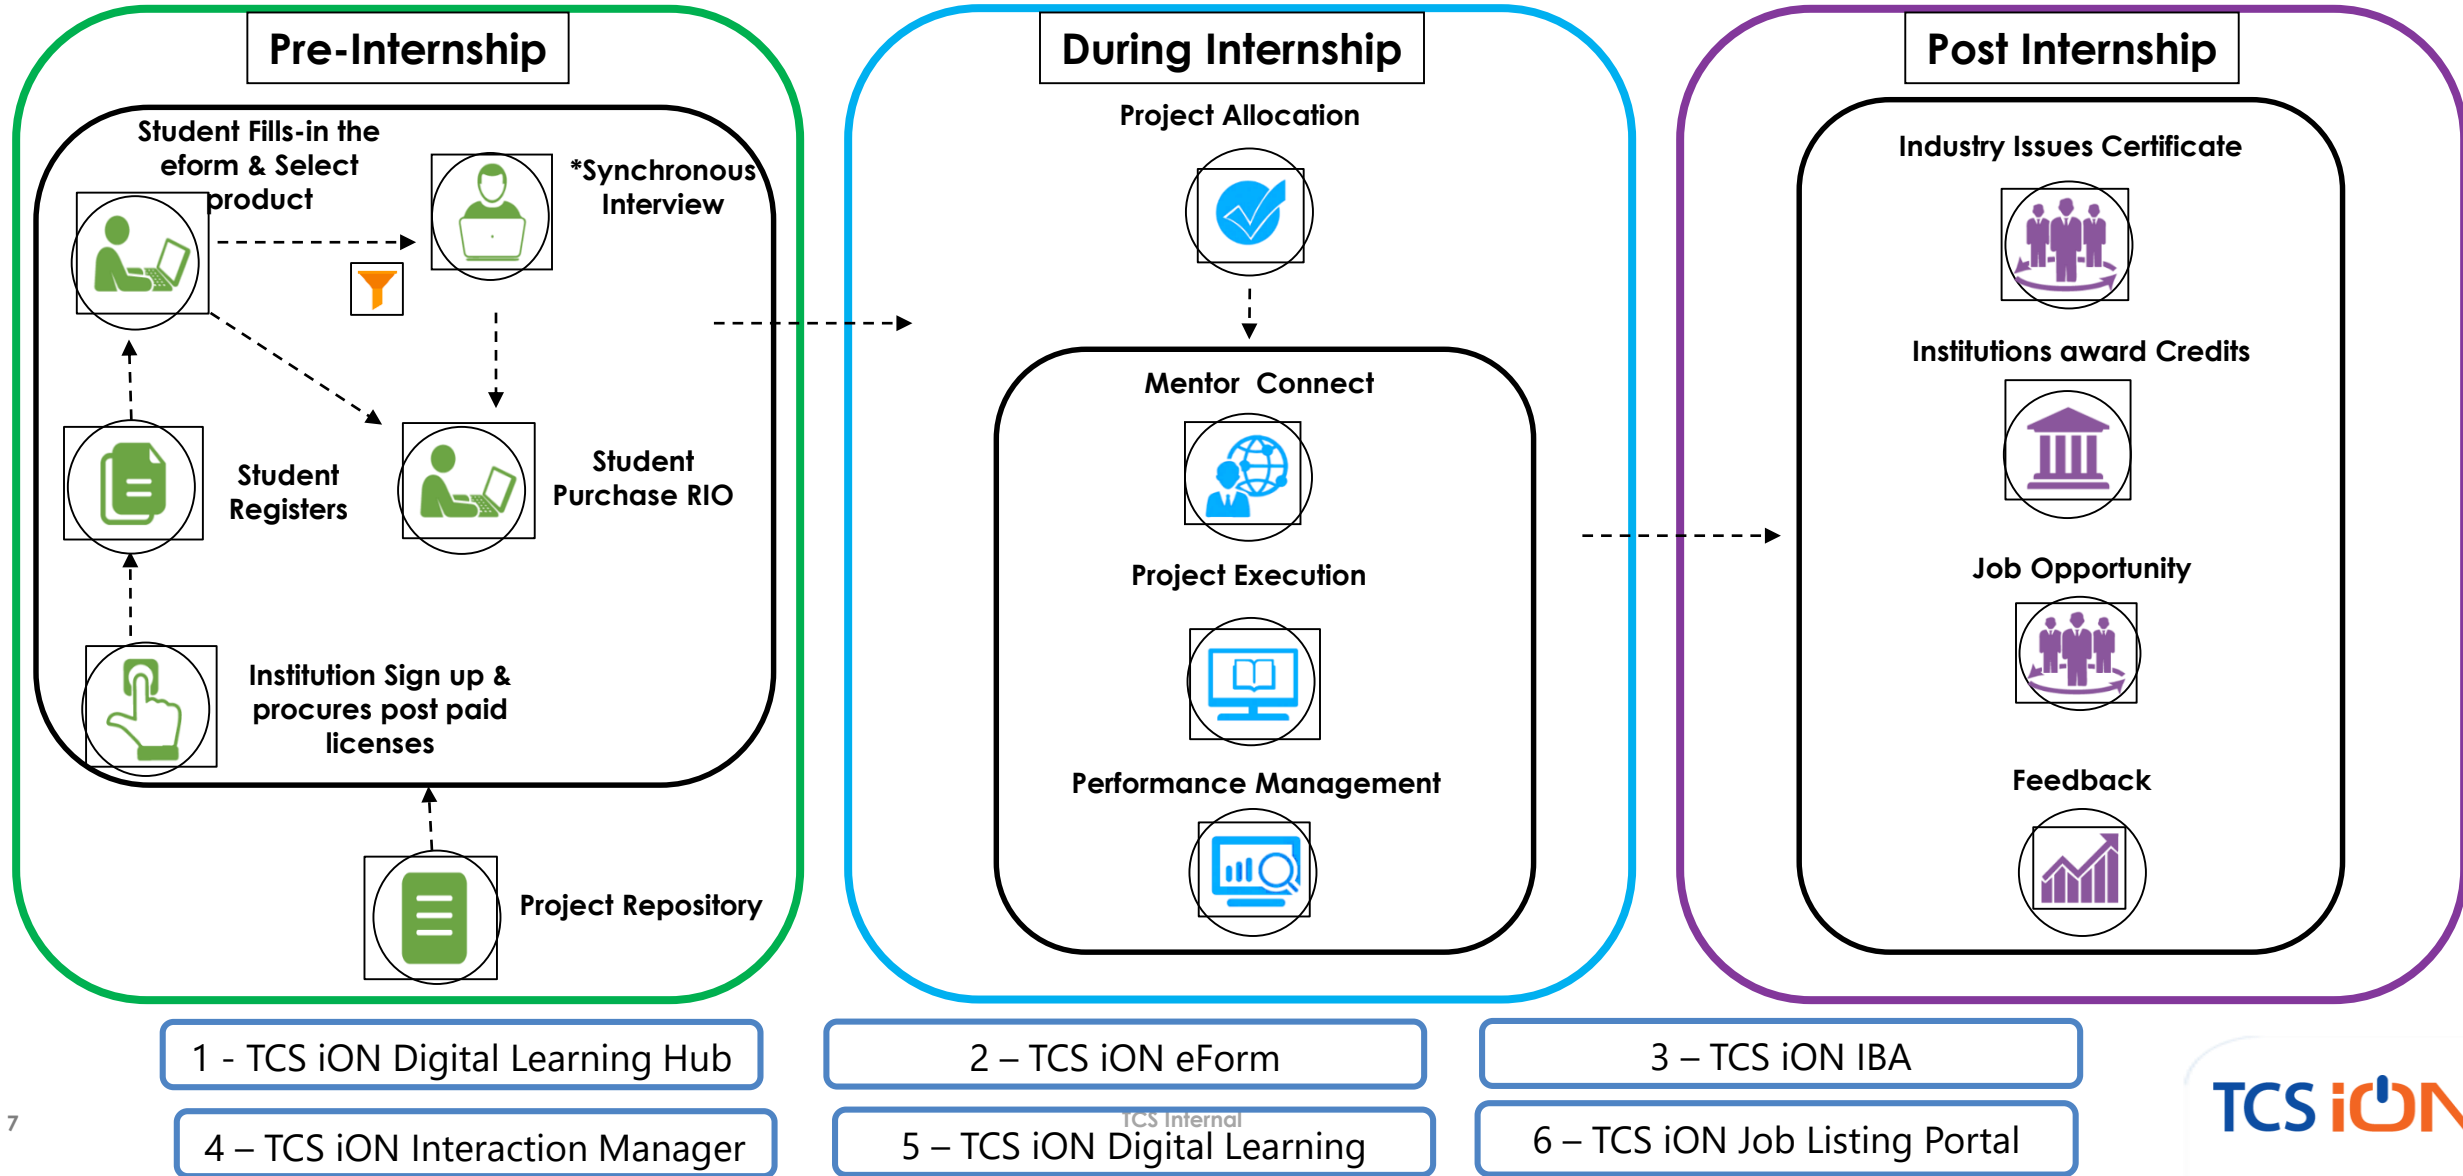 Pre-Internship
Student Fills-in the
eform & Select
product
*Synchronous
Interview
Student
Registers
Student
Purchase RIO
Institution Sign up &
procures post paid
licenses
Project Repository
During Internship
Project Allocation
Mentor Connect
Project Execution
Performance Management
Post Internship
Industry Issues Certificate
Institutions award Credits
Job Opportunity
Feedback
1 - TCS iON Digital Learning Hub
2 – TCS iON eForm
3 – TCS iON IBA
4 – TCS iON Interaction Manager
5 – TCS iON Digital Learning
6 – TCS iON Job Listing Portal
7
TCS Internal
TCS iON